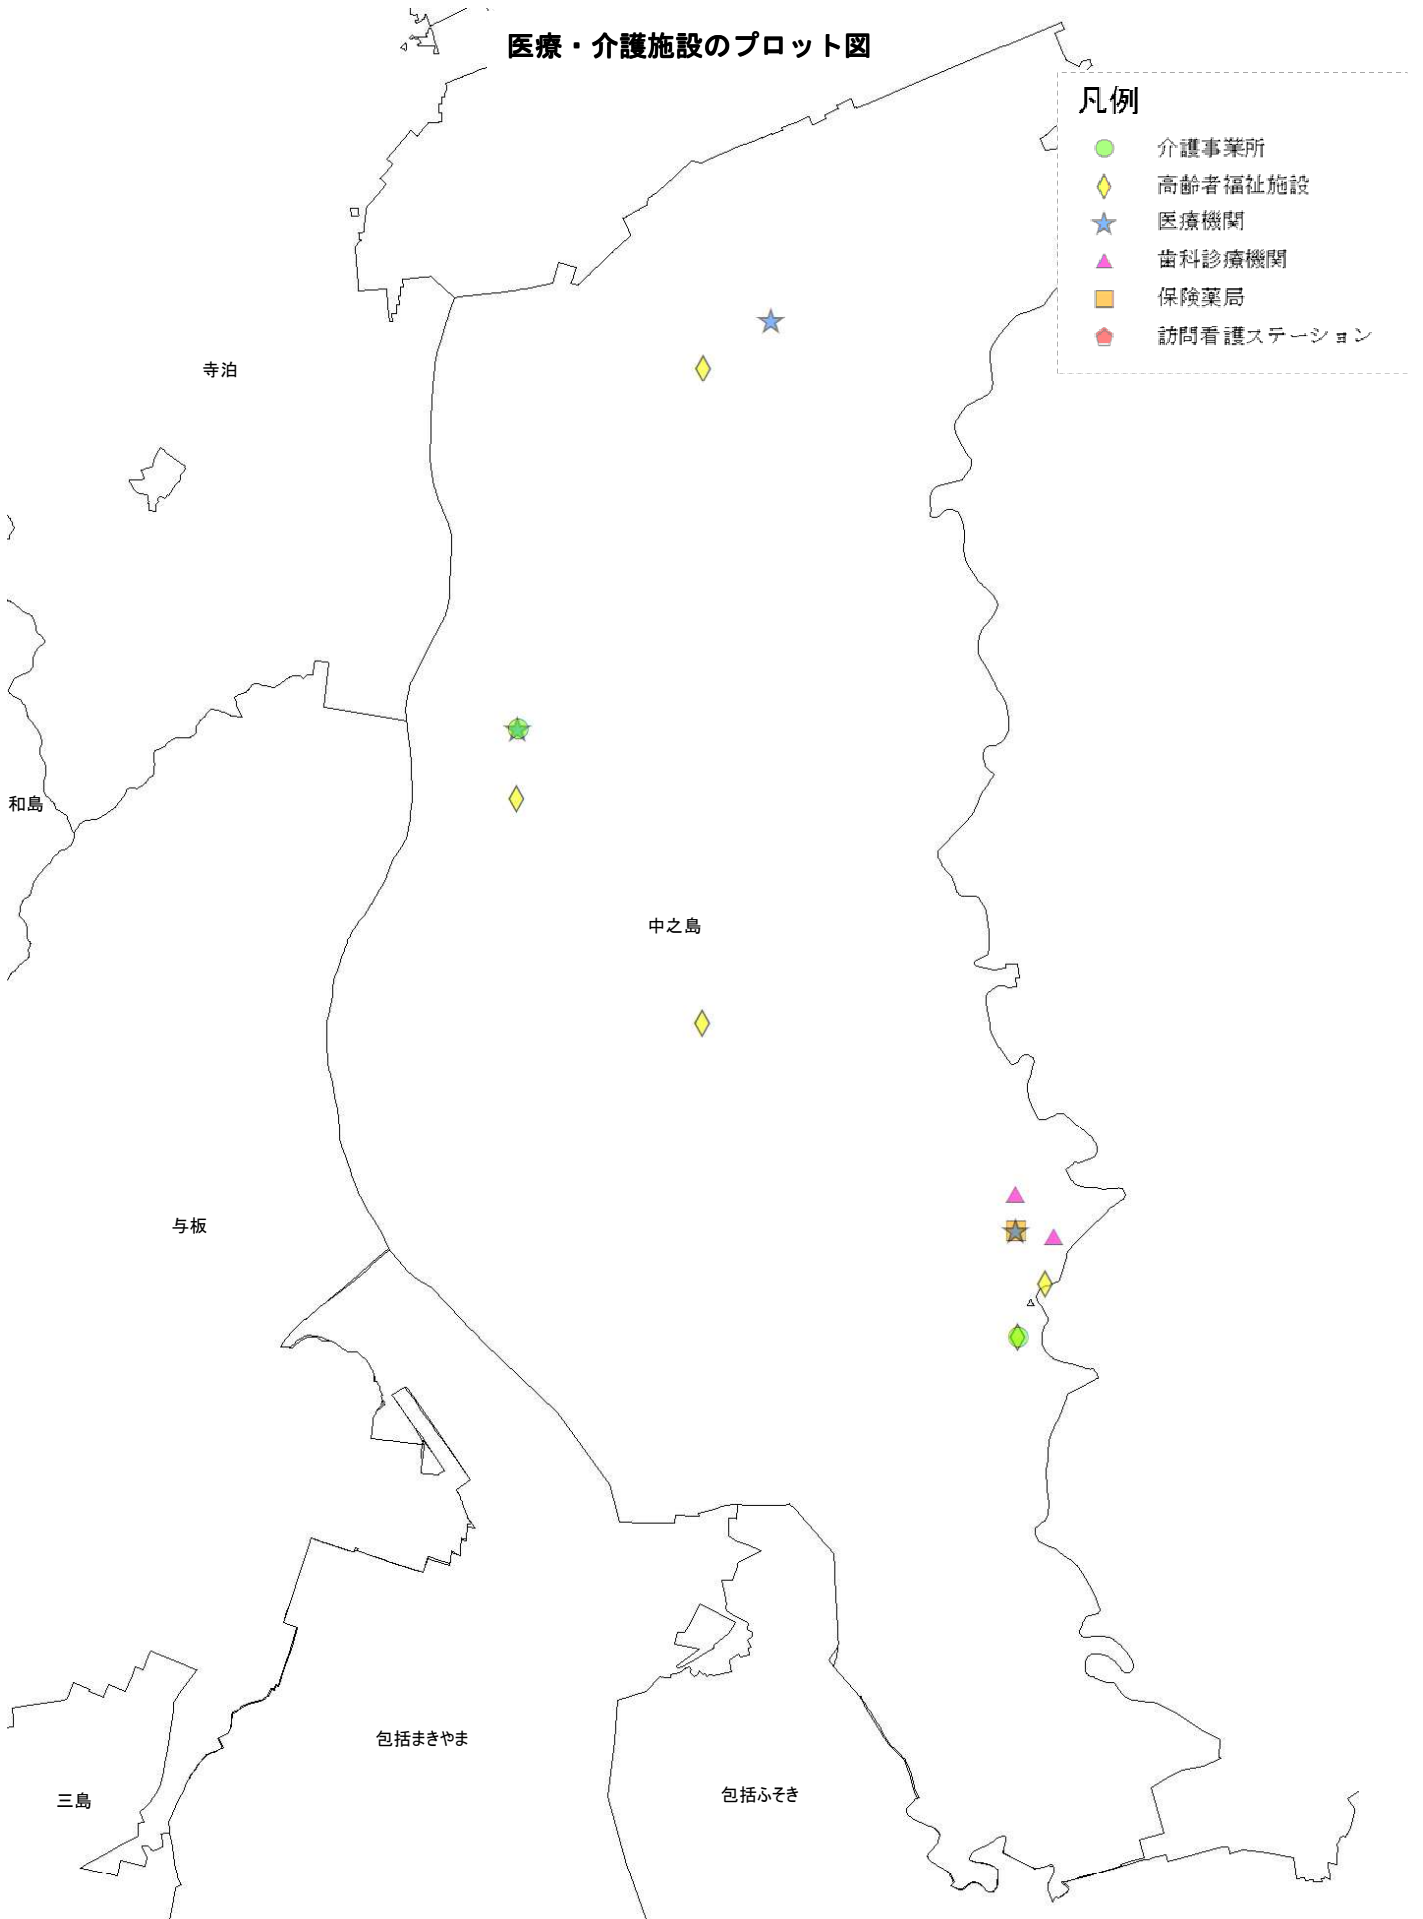 医療・介護施設のプロット図
凡例
介護事業所
高齢者福祉施設
医療機関
歯科診療機関
保険薬局
訪問看護ステーション
寺泊
和島
中之島
与板
包括まきやま
包括ふそき
三島